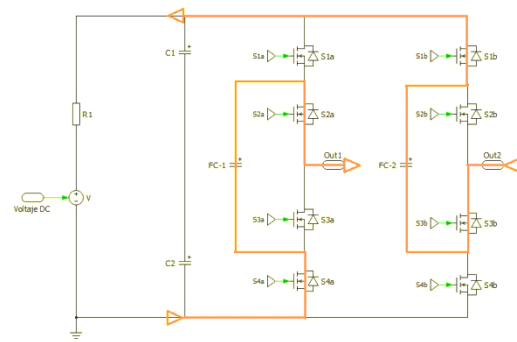 C1
S1a
S1a
S1b
S1b
R1
S2a
S2a
S2b
S2b
Out1
Out2
FC-1
FC-2
Voltaje DC
V
S3a
S3a
S3b
S3b
C2
S4a
S4a
S4b
S4b